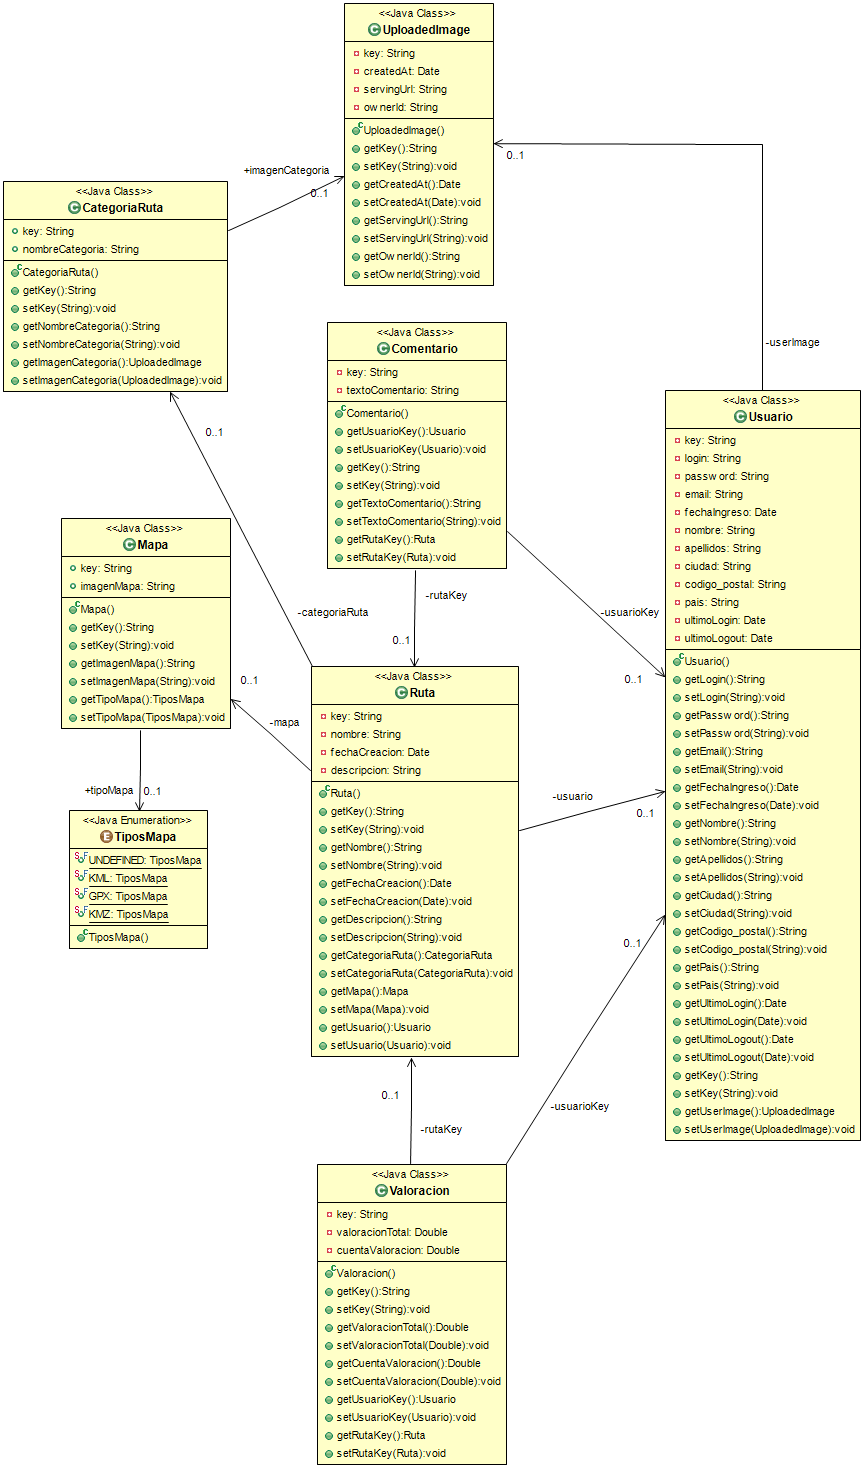 <<Java Class>>
UploadedImage
key: String
createdAt: Date
servingUrl: String
ownerId: String
UploadedImage()
getKey():String
setKey(String):void
getCreatedAt():Date
setCreatedAt(Date):void
getServingUrl():String
setServingUrl(String):void
getOwnerId():String
setOwnerId(String):void
0..1
+imagenCategoria
0..1
<<Java Class>>
CategoriaRuta
key: String
nombreCategoria: String
CategoriaRuta()
getKey():String
setKey(String):void
getNombreCategoria():String
setNombreCategoria(String):void
getImagenCategoria():UploadedImage
setImagenCategoria(UploadedImage):void
0..1
-userImage
<<Java Class>>
Comentario
key: String
textoComentario: String
Comentario()
getUsuarioKey():Usuario
setUsuarioKey(Usuario):void
getKey():String
setKey(String):void
getTextoComentario():String
setTextoComentario(String):void
getRutaKey():Ruta
setRutaKey(Ruta):void
-rutaKey
0..1
-usuarioKey
0..1
<<Java Class>>
Usuario
key: String
login: String
password: String
email: String
fechaIngreso: Date
nombre: String
apellidos: String
ciudad: String
codigo_postal: String
pais: String
ultimoLogin: Date
ultimoLogout: Date
Usuario()
getLogin():String
setLogin(String):void
getPassword():String
setPassword(String):void
getEmail():String
setEmail(String):void
getFechaIngreso():Date
setFechaIngreso(Date):void
getNombre():String
setNombre(String):void
getApellidos():String
setApellidos(String):void
getCiudad():String
setCiudad(String):void
getCodigo_postal():String
setCodigo_postal(String):void
getPais():String
setPais(String):void
getUltimoLogin():Date
setUltimoLogin(Date):void
getUltimoLogout():Date
setUltimoLogout(Date):void
getKey():String
setKey(String):void
getUserImage():UploadedImage
setUserImage(UploadedImage):void
<<Java Class>>
Mapa
key: String
imagenMapa: String
Mapa()
getKey():String
setKey(String):void
getImagenMapa():String
setImagenMapa(String):void
getTipoMapa():TiposMapa
setTipoMapa(TiposMapa):void
-categoriaRuta
0..1
-mapa
+tipoMapa
0..1
<<Java Enumeration>>
TiposMapa
UNDEFINED: TiposMapa
KML: TiposMapa
GPX: TiposMapa
KMZ: TiposMapa
TiposMapa()
<<Java Class>>
Ruta
key: String
nombre: String
fechaCreacion: Date
descripcion: String
Ruta()
getKey():String
setKey(String):void
getNombre():String
setNombre(String):void
getFechaCreacion():Date
setFechaCreacion(Date):void
getDescripcion():String
setDescripcion(String):void
getCategoriaRuta():CategoriaRuta
setCategoriaRuta(CategoriaRuta):void
getMapa():Mapa
setMapa(Mapa):void
getUsuario():Usuario
setUsuario(Usuario):void
-usuario
0..1
0..1
-usuarioKey
0..1
-rutaKey
<<Java Class>>
Valoracion
key: String
valoracionTotal: Double
cuentaValoracion: Double
Valoracion()
getKey():String
setKey(String):void
getValoracionTotal():Double
setValoracionTotal(Double):void
getCuentaValoracion():Double
setCuentaValoracion(Double):void
getUsuarioKey():Usuario
setUsuarioKey(Usuario):void
getRutaKey():Ruta
setRutaKey(Ruta):void